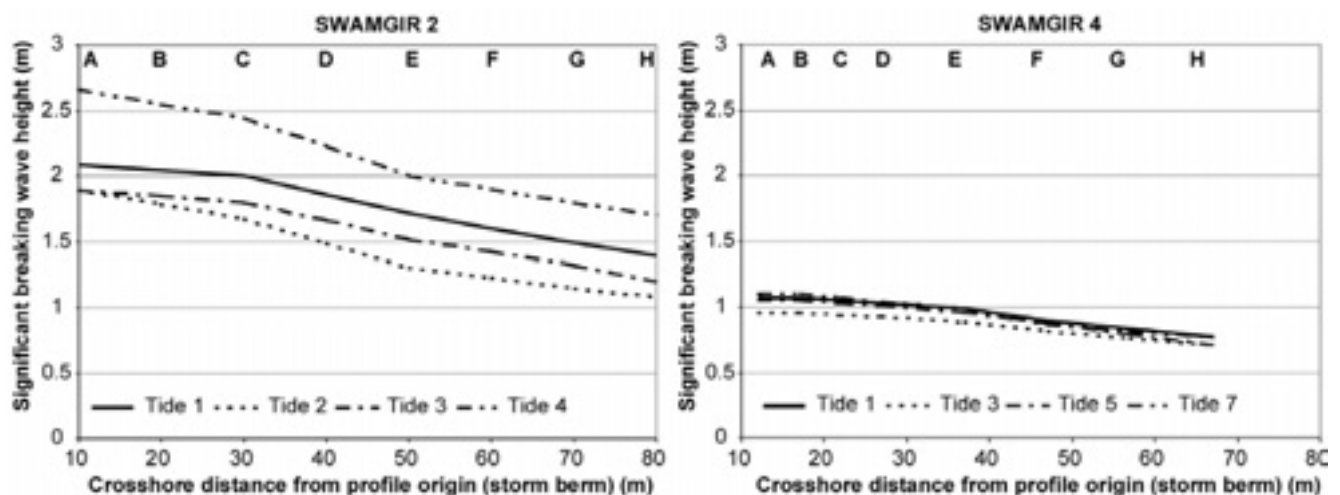 SWAMGIR 2
Significant breaking wave height (m)
3
2.5
2
1.5
1
0.5
0
A B C D E F G H
Tide 1 Tide 2 Tide 3 Tide 4
10 20 30 40 50 60 70 80
Crosshore distance from profile origin (storm berm) (m)
SWAMGIR 4
Significant breaking wave height (m)
3
2.5
2
1.5
1
0.5
0
A B C D E F G H
Tide 1 Tide 3 Tide 5 Tide 7
10 20 30 40 50 60 70 80
Crosshore distance from profile origin (storm berm) (m)